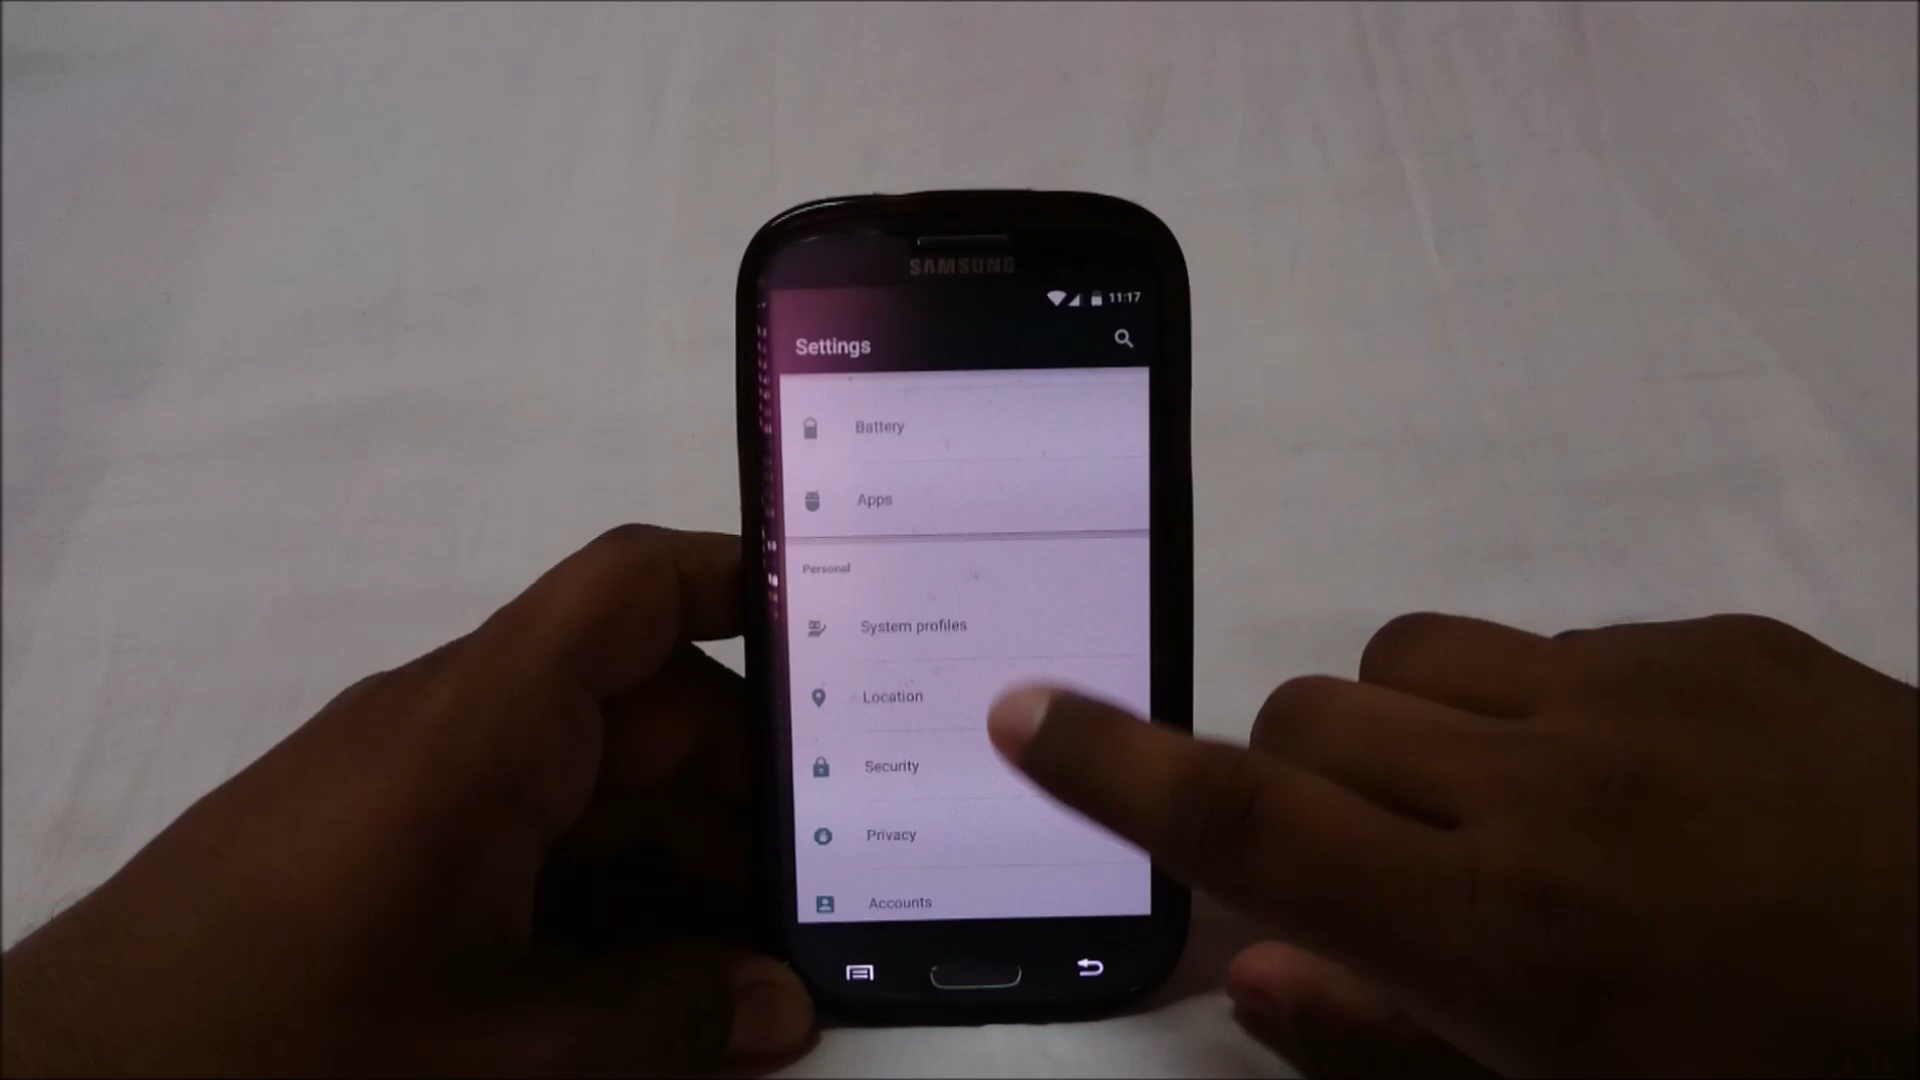 SAMSUNG
11:17
Settings
Battery
Apps
Personal
System profiles
Location
Security
Privacy
Accounts